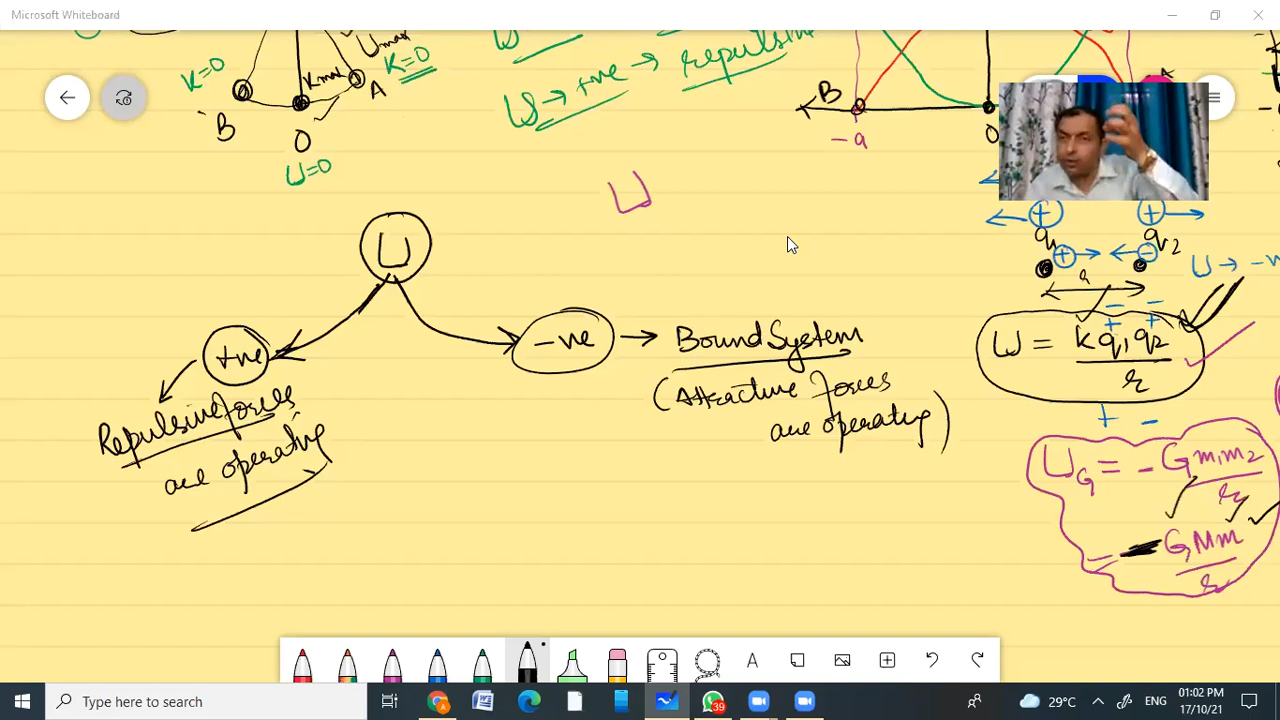 Microsoft Whiteboard
K=0
B
Kmax
O
U=0
Umax
K=0
A
U
U → +ve → repulsive
B
-a
O
A
U
U
+ve
Repulsive forces
are operating
-ve → Bound System
(Attractive forces
are operating)
+ +
q1 q2
+ -
r
U → -ve
+ -
+ +
U = kq1q2
r
+ -
UG = - Gm1m2
r
= - GMm
r
A
Type here to search
39
29°C
ENG
01:02 PM
17/10/21